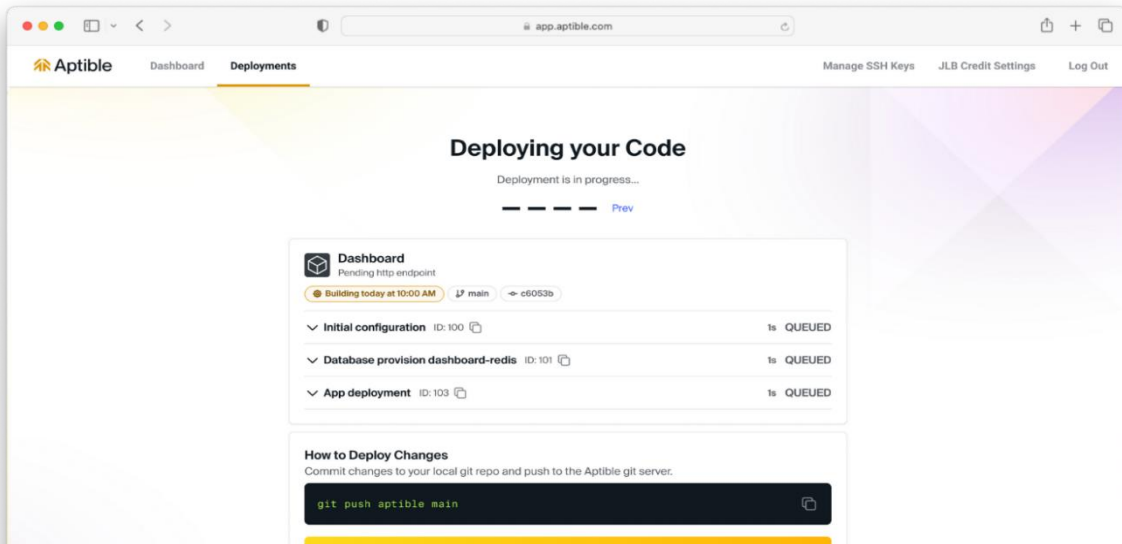 app.aptible.com
Aptible Dashboard Deployments Manage SSH Keys JLB Credit Settings Log Out
Deploying your Code
Deployment is in progress...
Prev
Dashboard
Pending http endpoint
Building today at 10:00 AM main c6053b
Initial configuration ID: 100 1s QUEUED
Database provision dashboard-redis ID: 101 1s QUEUED
App deployment ID: 103 1s QUEUED
How to Deploy Changes
Commit changes to your local git repo and push to the Aptible git server.
git push aptible main